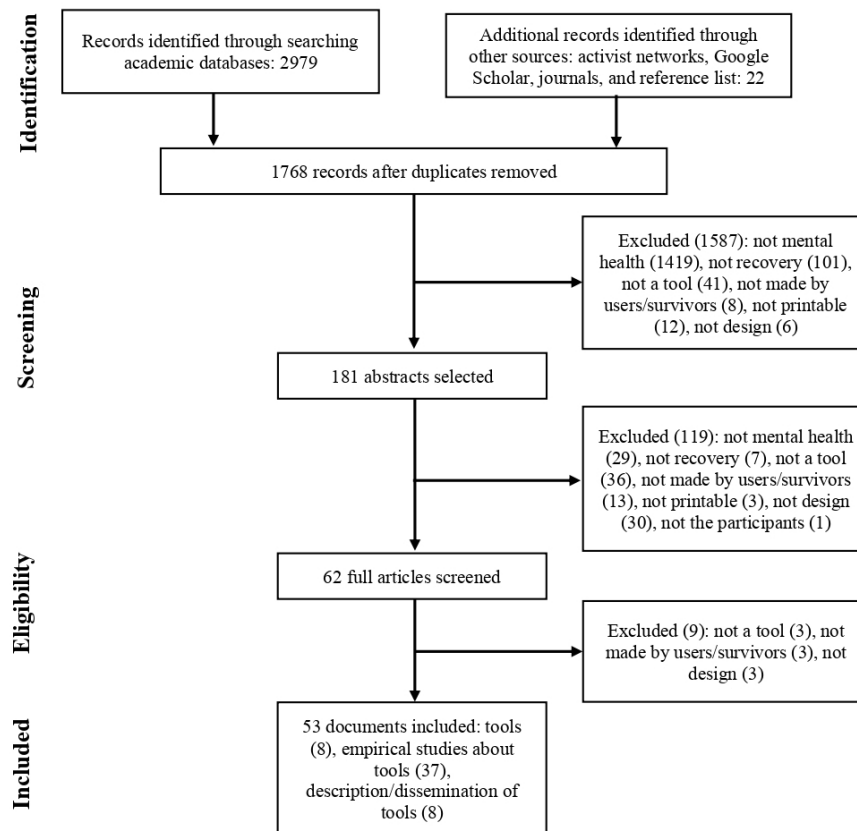 Identification
Records identified through searching
academic databases: 2979
Additional records identified through
other sources: activist networks, Google
Scholar, journals, and reference list: 22
1768 records after duplicates removed
Screening
Excluded (1587): not mental
health (1419), not recovery (101),
not a tool (41), not made by
users/survivors (8), not printable
(12), not design (6)
181 abstracts selected
Excluded (119): not mental health
(29), not recovery (7), not a tool
(36), not made by users/survivors
(13), not printable (3), not design
(30), not the participants (1)
Eligibility
62 full articles screened
Excluded (9): not a tool (3), not
made by users/survivors (3), not
design (3)
Included
53 documents included: tools
(8), empirical studies about
tools (37),
description/dissemination of
tools (8)